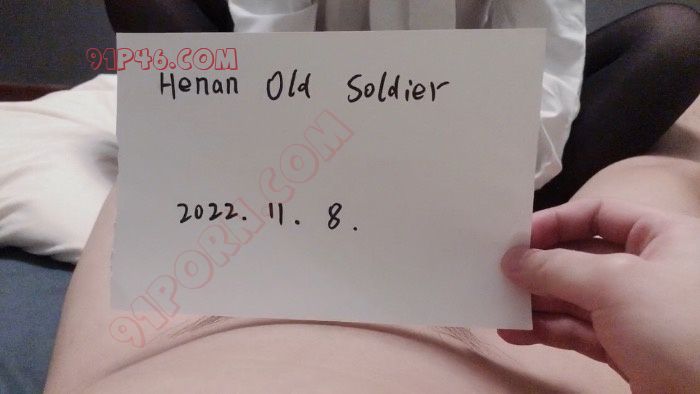 91P46.COM
Henan Old Soldier
91PORN.COM
2022. 11. 8.